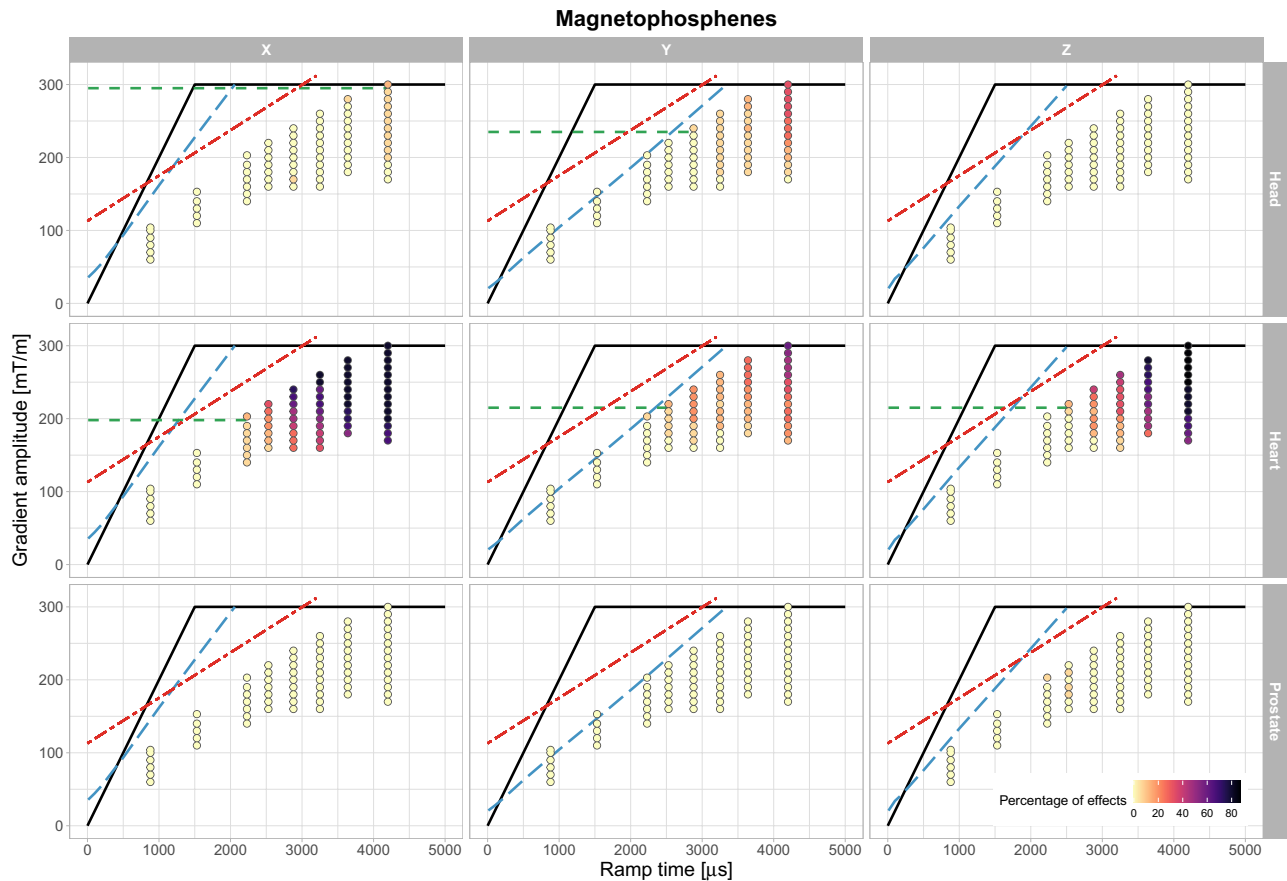 Magnetophosphenes
X Y Z
300
200
100
0
Head
Gradient amplitude [mT/m]
300
200
100
0
Heart
300
200
100
0
Prostate
Percentage of effects
0 20 40 60 80
0 1000 2000 3000 4000 5000 0 1000 2000 3000 4000 5000 0 1000 2000 3000 4000 5000
Ramp time [μs]